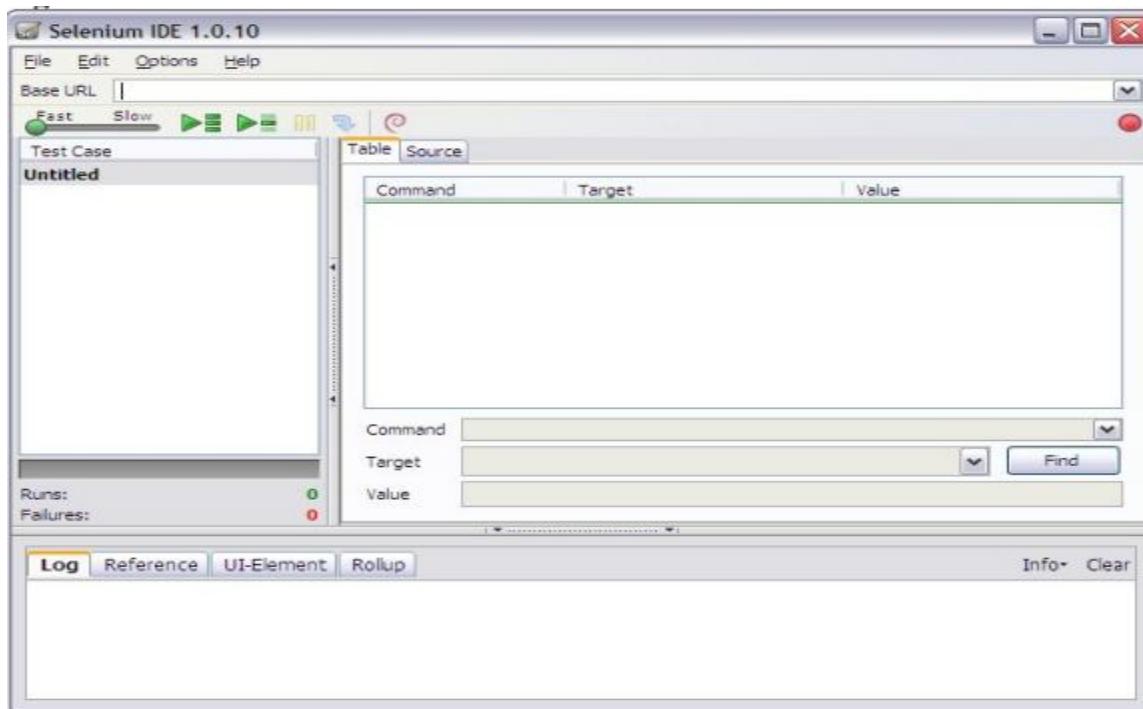 Selenium IDE 1.0.10
File Edit Options Help
Base URL
Fast Slow
Test Case
Untitled
Table Source
Command Target Value
Command
Target Find
Value
Runs: 0
Failures: 0
Log Reference UI-Element Rollup Info Clear